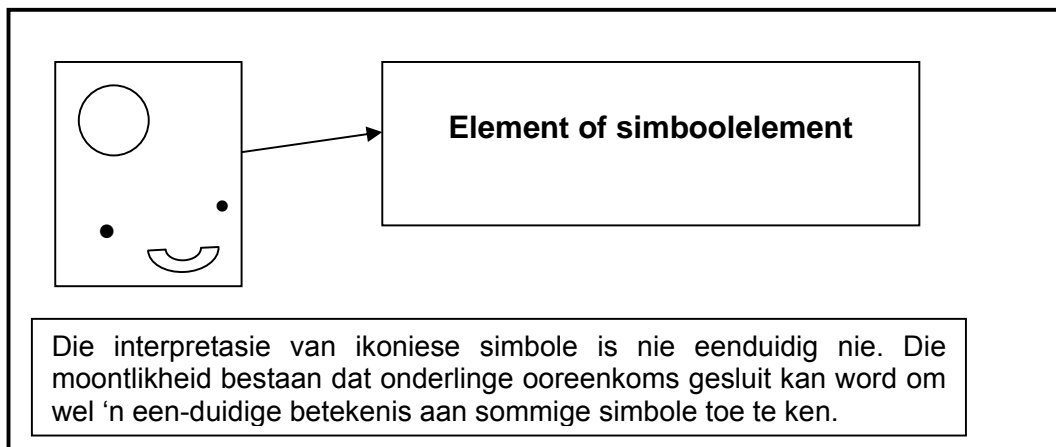 Element of simboolelement
Die interpretasie van ikoniese simbole is nie eenduidig nie. Die
moontlikheid bestaan dat onderlinge ooreenkoms gesluit kan word om
wel ‘n een-duidige betekenis aan sommige simbole toe te ken.